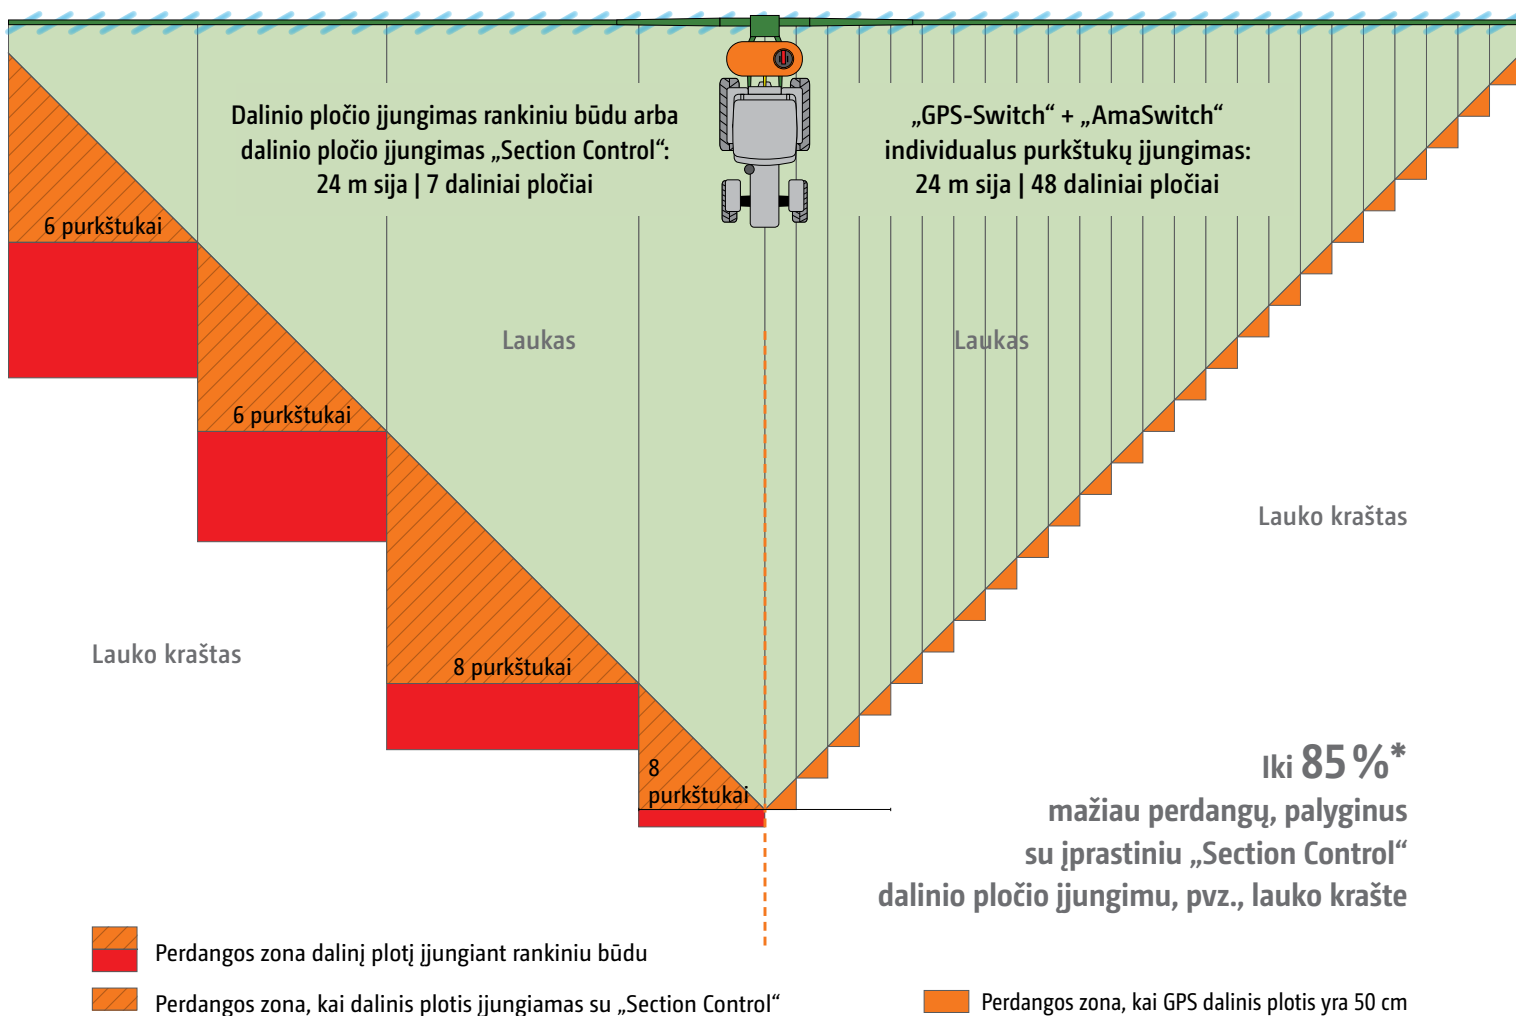 Dalinio pločio įjungimas rankiniu būdu arba
dalinio pločio įjungimas „Section Control“:
24 m sija | 7 daliniai pločiai
„GPS-Switch“ + „AmaSwitch“
individualus purkštukų įjungimas:
24 m sija | 48 daliniai pločiai
6 purkštukai
Laukas
Laukas
6 purkštukai
Lauko kraštas
Lauko kraštas
8 purkštukai
8
purkštukai
Iki 85 %*
mažiau perdangų, palyginus
su įprastiniu „Section Control“
dalinio pločio įjungimu, pvz., lauko krašte
Perdangos zona dalinį plotį įjungiant rankiniu būdu
Perdangos zona, kai dalinis plotis įjungiamas su „Section Control“
Perdangos zona, kai GPS dalinis plotis yra 50 cm